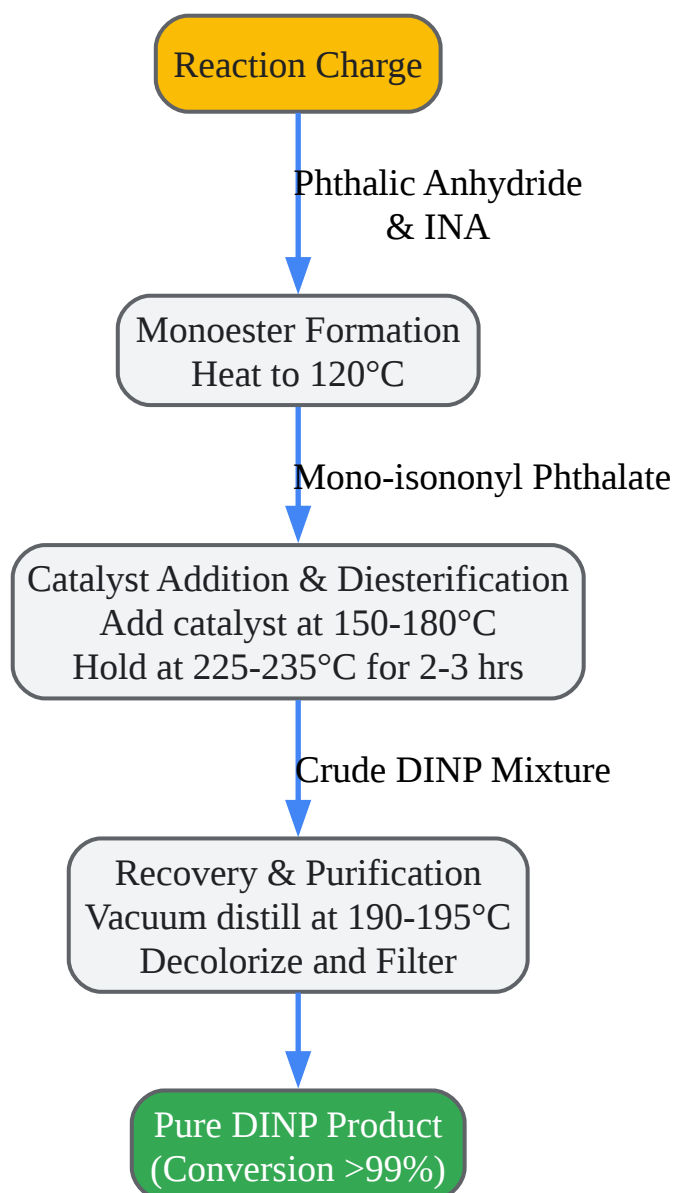 Reaction Charge
Phthalic Anhydride
& INA
Monoester Formation
Heat to 120°C
Mono-isononyl Phthalate
Catalyst Addition & Diesterification
Add catalyst at 150-180°C
Hold at 225-235°C for 2-3 hrs
Crude DINP Mixture
Recovery & Purification
Vacuum distill at 190-195°C
Decolorize and Filter
Pure DINP Product
(Conversion >99%)